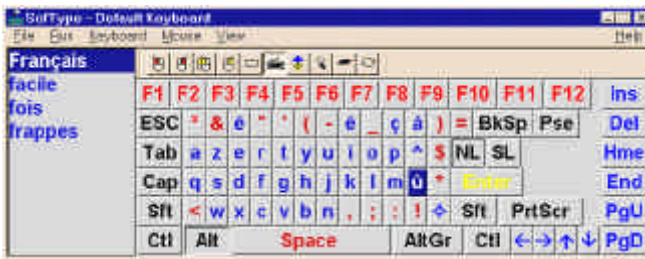 SofType - Default Keyboard
File Bus Keyboard Mouse View Help
Français
facile
fois
frappes
F1 F2 F3 F4 F5 F6 F7 F8 F9 F10 F11 F12 Ins
ESC ² & é " ' ( - è _ ç à ) = BkSp Pse Del
Tab a z e r t y u i o p ^ $ NL SL Hme
Cap q s d f g h j k l m ù * Enter End
Sft < w x c v b n , ; : ! Sft PrtScr PgU
Ctl Alt Space AltGr Ctl ← → ↑ ↓ PgD